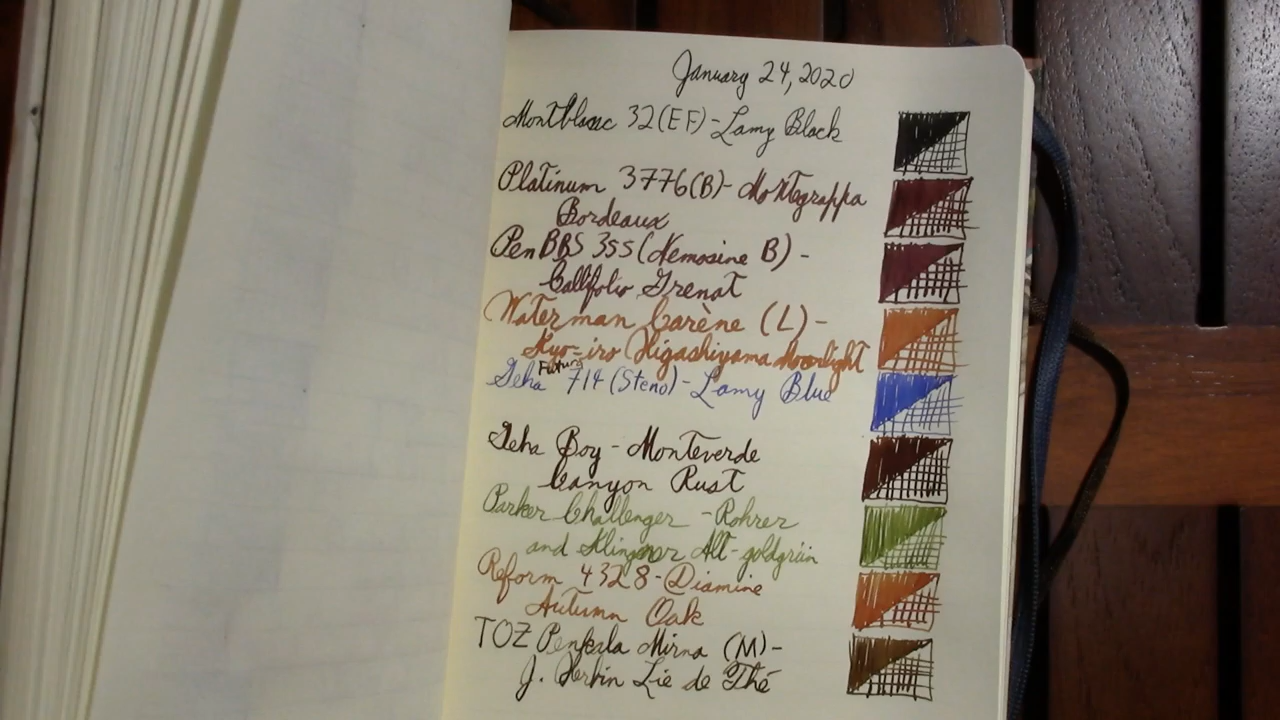 January 24, 2020
Montblanc 32 (EF) - Lamy Black
Platinum 3776 (B) - Montegrappa
Bordeaux
PenBBS 355 (Nemosine B) -
Callifolio Grenat
Waterman Carène (L) -
Kyo-iro Higashiyama Moonlight
Geha Futura 714 (Steno) - Lamy Blue
Geha Boy - Monteverde
Canyon Rust
Parker Challenger - Rohrer
and Klingner Alt-goldgrün
Reform 4328 - Diamine
Autumn Oak
TOZ Penkala Mirna (M) -
J. Herbin Lie de Thé